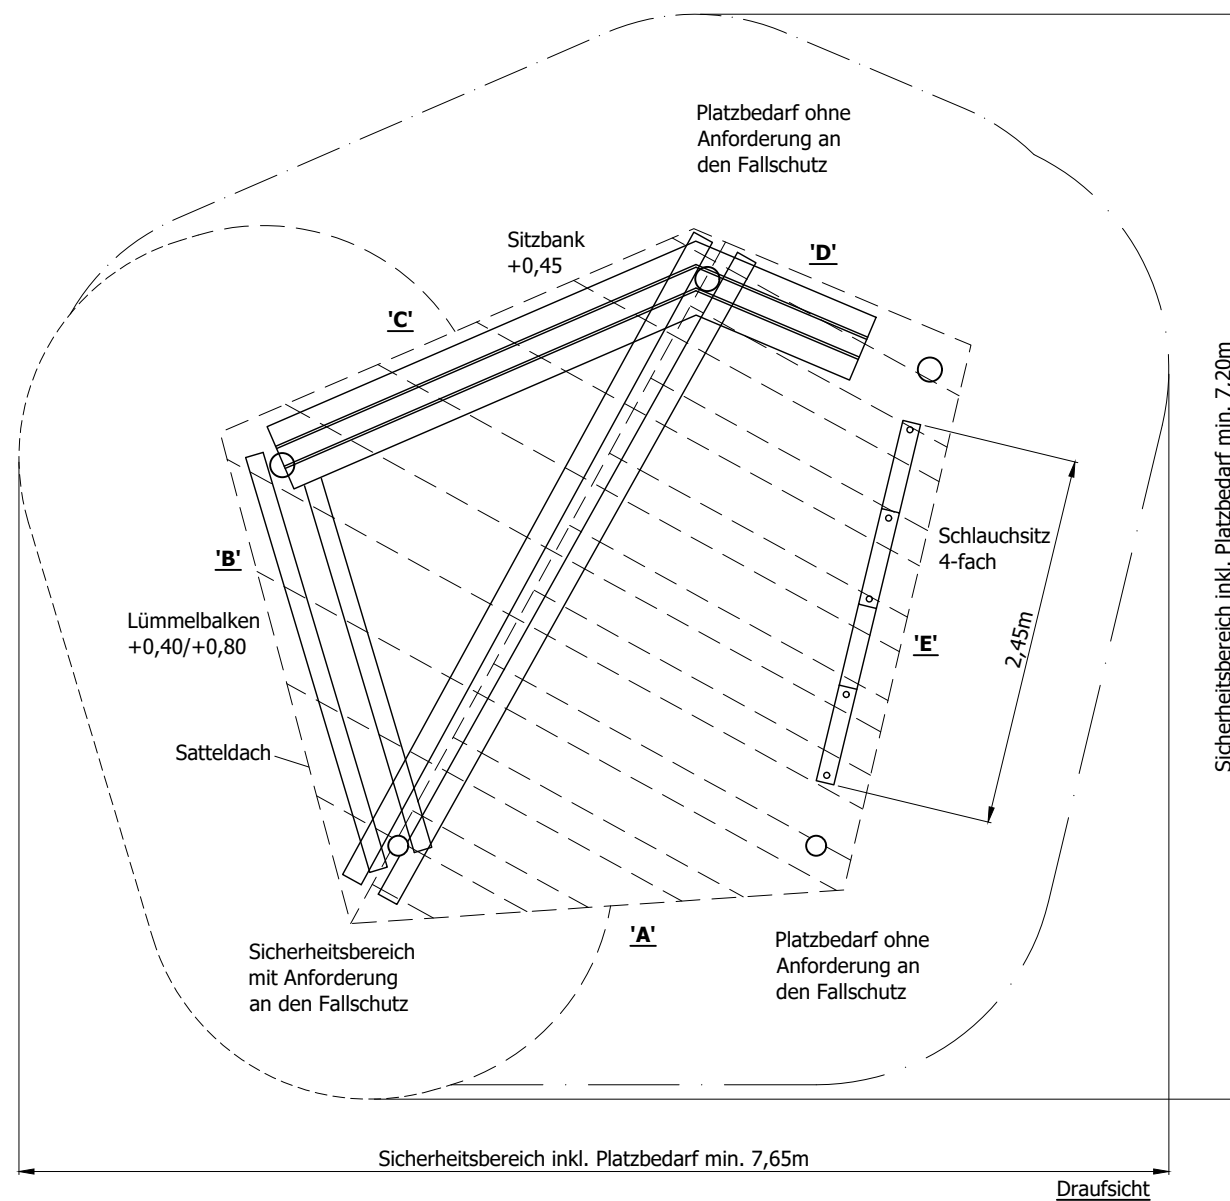 Platzbedarf ohne
Anforderung an
den Fallschutz
Sitzbank
+0,45
'D'
'C'
'B'
Lümmelbalken
+0,40/+0,80
Satteldach
Schlauchsitz
4-fach
'E'
2,45m
Sicherheitsbereich inkl. Platzbedarf min. 7,20m
'A'
Sicherheitsbereich
mit Anforderung
an den Fallschutz
Platzbedarf ohne
Anforderung an
den Fallschutz
Sicherheitsbereich inkl. Platzbedarf min. 7,65m
Draufsicht